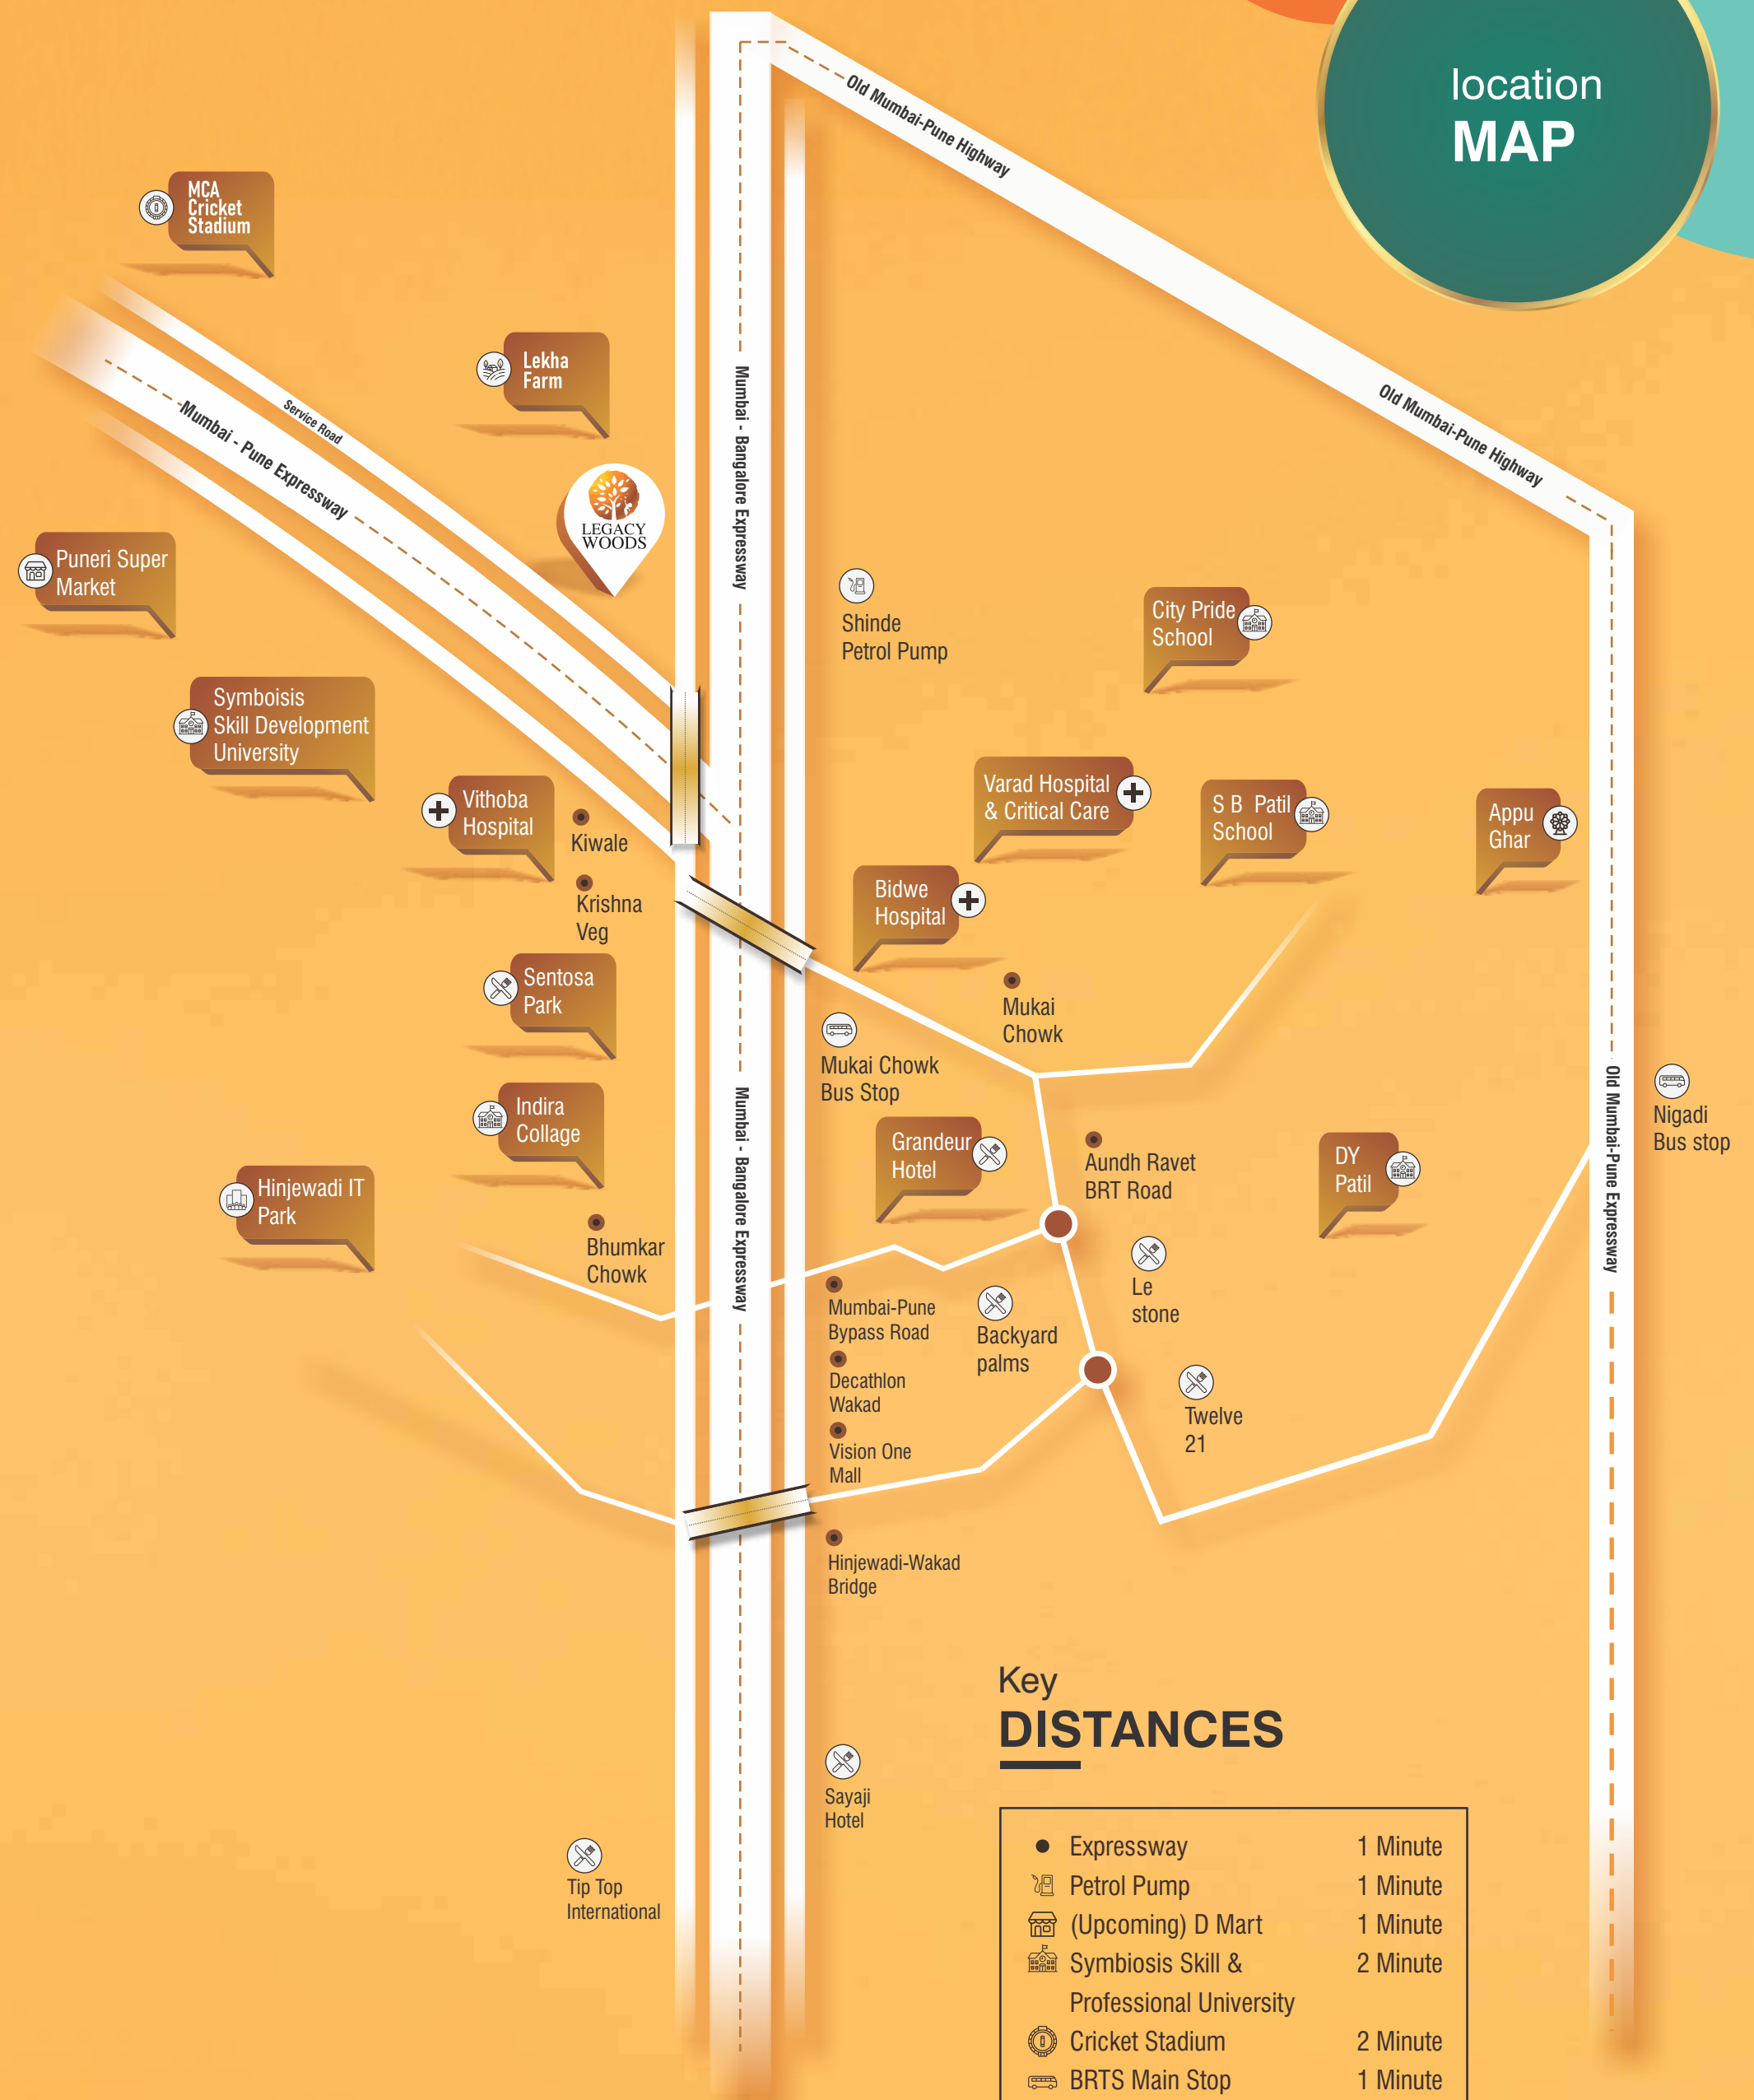 location
MAP
Old Mumbai-Pune Highway
MCA
Cricket
Stadium
Lekha
Farm
Service Road
Mumbai - Pune Expressway
Mumbai - Bangalore Expressway
Old Mumbai-Pune Highway
LEGACY
WOODS
Puneri Super
Market
Shinde
Petrol Pump
City Pride
School
Symboisis
Skill Development
University
Vithoba
Hospital
Kiwale
Varad Hospital
& Critical Care
S B Patil
School
Appu
Ghar
Krishna
Veg
Bidwe
Hospital
Sentosa
Park
Mukai
Chowk
Mukai Chowk
Bus Stop
Indira
Collage
Mumbai - Bangalore Expressway
Grandeur
Hotel
Aundh Ravet
BRT Road
DY
Patil
Old Mumbai-Pune Expressway
Nigadi
Bus stop
Hinjewadi IT
Park
Bhumkar
Chowk
Le
stone
Mumbai-Pune
Bypass Road
Backyard
palms
Decathlon
Wakad
Twelve
21
Vision One
Mall
Hinjewadi-Wakad
Bridge
Sayaji
Hotel
Tip Top
International
Key
DISTANCES
Expressway 1 Minute
Petrol Pump 1 Minute
(Upcoming) D Mart 1 Minute
Symbiosis Skill & 2 Minute
Professional University
Cricket Stadium 2 Minute
BRTS Main Stop 1 Minute